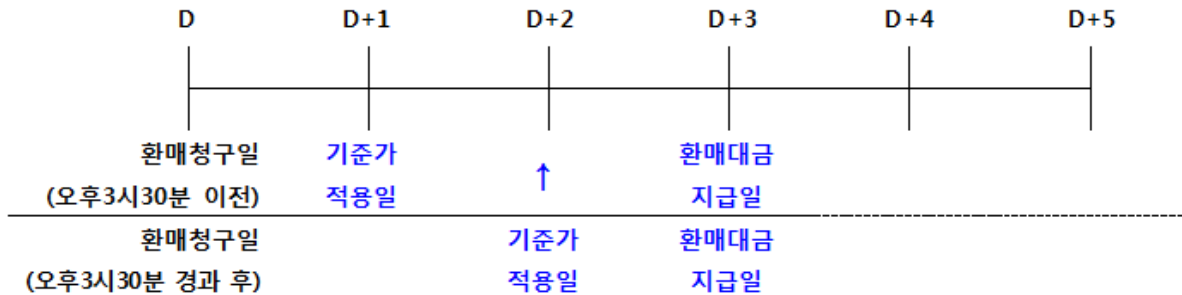 D D+1 D+2 D+3 D+4 D+5
환매청구일 기준가 환매대금
(오후3시30분 이전) 적용일 ↑ 지급일
환매청구일 기준가 환매대금
(오후3시30분 경과 후) 적용일 지급일